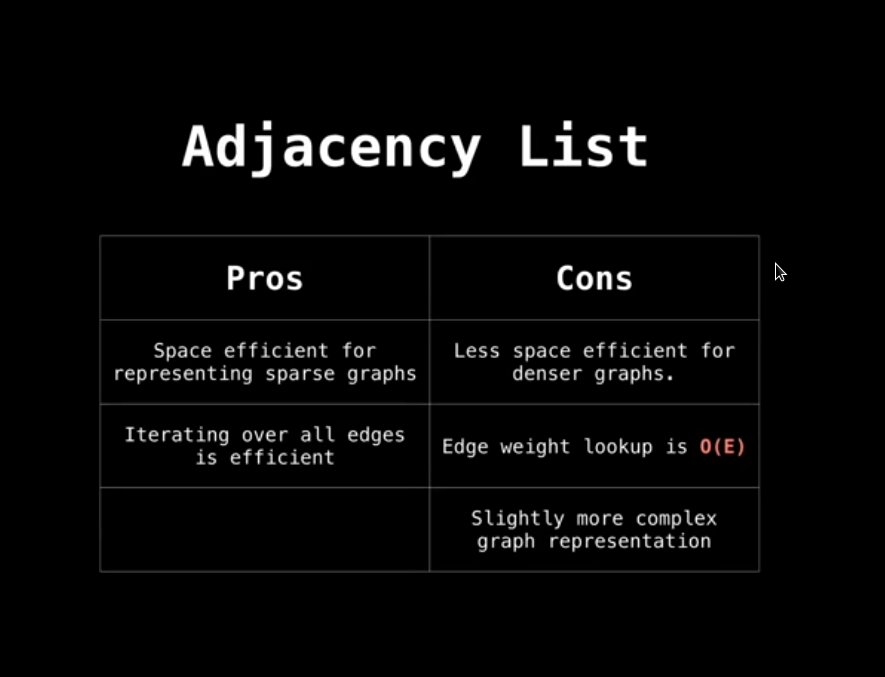 Adjacency List
Pros
Cons
Space efficient for
representing sparse graphs
Less space efficient for
denser graphs.
Iterating over all edges
is efficient
Edge weight lookup is O(E)
Slightly more complex
graph representation